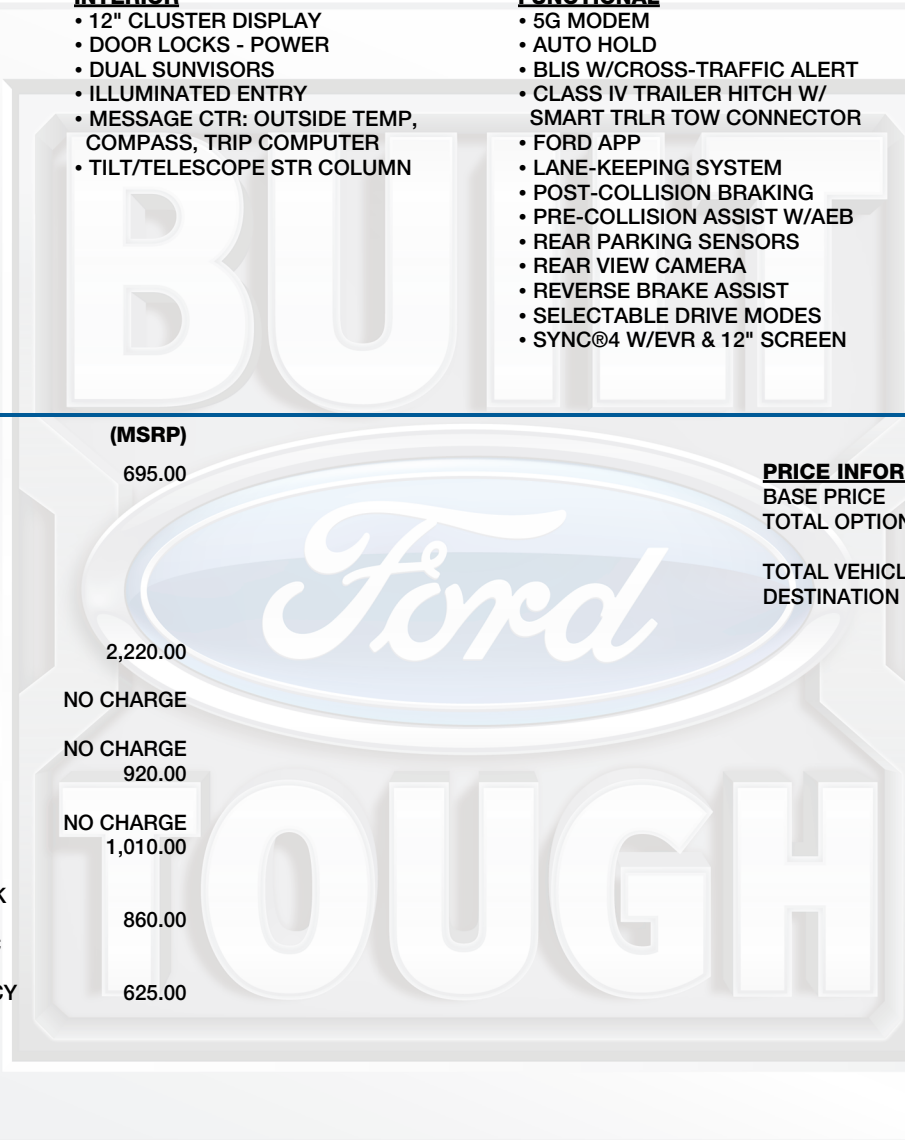 INTERIOR
• 12" CLUSTER DISPLAY
• DOOR LOCKS - POWER
• DUAL SUNVISORS
• ILLUMINATED ENTRY
• MESSAGE CTR: OUTSIDE TEMP,
COMPASS, TRIP COMPUTER
• TILT/TELESCOPE STR COLUMN
FUNCTIONAL
• 5G MODEM
• AUTO HOLD
• BLIS W/CROSS-TRAFFIC ALERT
• CLASS IV TRAILER HITCH W/
SMART TRLR TOW CONNECTOR
• FORD APP
• LANE-KEEPING SYSTEM
• POST-COLLISION BRAKING
• PRE-COLLISION ASSIST W/AEB
• REAR PARKING SENSORS
• REAR VIEW CAMERA
• REVERSE BRAKE ASSIST
• SELECTABLE DRIVE MODES
• SYNC®4 W/EVR & 12" SCREEN
BUILT
Ford
TOUGH
(MSRP)
695.00
2,220.00
NO CHARGE
NO CHARGE
920.00
NO CHARGE
1,010.00
K
860.00
CY
625.00
PRICE INFOR
BASE PRICE
TOTAL OPTION
TOTAL VEHICL
DESTINATION